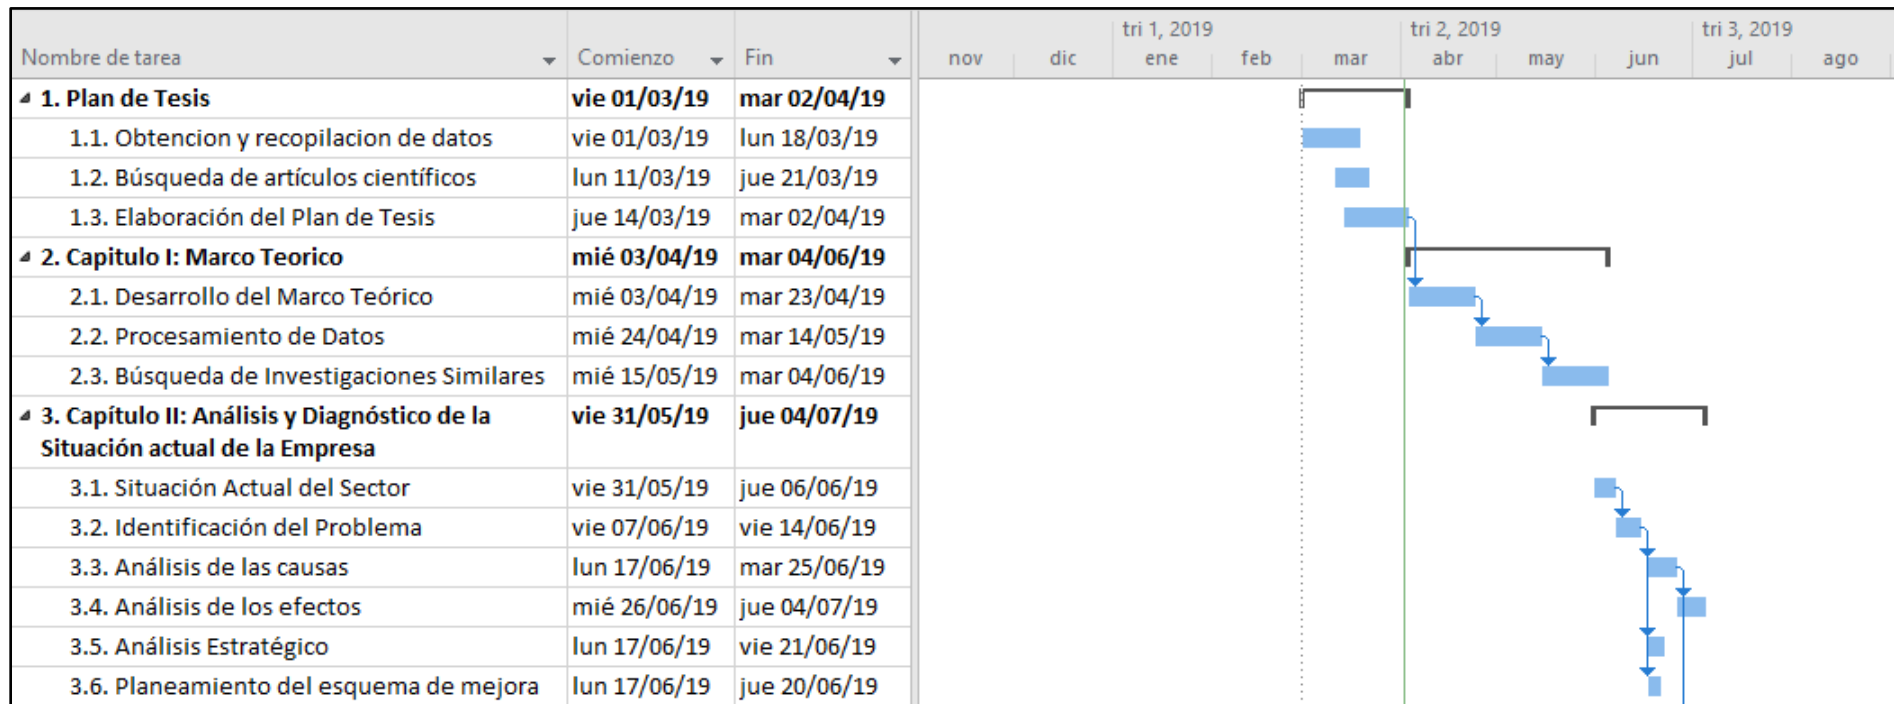 tri 1, 2019 tri 2, 2019 tri 3, 2019
Nombre de tarea Comienzo Fin nov dic ene feb mar abr may jun jul ago
1. Plan de Tesis vie 01/03/19 mar 02/04/19
1.1. Obtencion y recopilacion de datos vie 01/03/19 lun 18/03/19
1.2. Búsqueda de artículos científicos lun 11/03/19 jue 21/03/19
1.3. Elaboración del Plan de Tesis jue 14/03/19 mar 02/04/19
2. Capitulo I: Marco Teorico mié 03/04/19 mar 04/06/19
2.1. Desarrollo del Marco Teórico mié 03/04/19 mar 23/04/19
2.2. Procesamiento de Datos mié 24/04/19 mar 14/05/19
2.3. Búsqueda de Investigaciones Similares mié 15/05/19 mar 04/06/19
3. Capítulo II: Análisis y Diagnóstico de la vie 31/05/19 jue 04/07/19
Situación actual de la Empresa
3.1. Situación Actual del Sector vie 31/05/19 jue 06/06/19
3.2. Identificación del Problema vie 07/06/19 vie 14/06/19
3.3. Análisis de las causas lun 17/06/19 mar 25/06/19
3.4. Análisis de los efectos mié 26/06/19 jue 04/07/19
3.5. Análisis Estratégico lun 17/06/19 vie 21/06/19
3.6. Planeamiento del esquema de mejora lun 17/06/19 jue 20/06/19